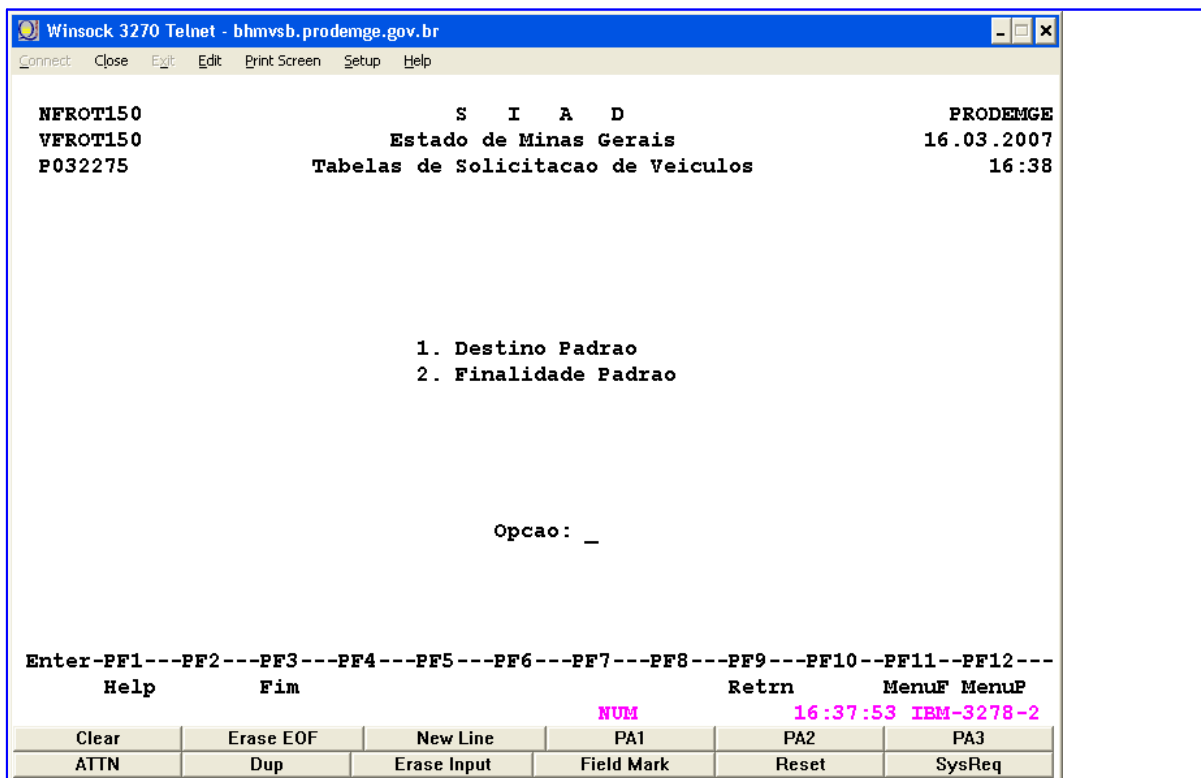 Winsock 3270 Telnet - bhmvsb.prodemge.gov.br
Connect Close Exit Edit Print Screen Setup Help
NFROT150 S I A D PRODEMGE
VFROT150 Estado de Minas Gerais 16.03.2007
P032275 Tabelas de Solicitacao de Veiculos 16:38
1. Destino Padrao
2. Finalidade Padrao
Opcao: _
Enter-PF1---PF2---PF3---PF4---PF5---PF6---PF7---PF8---PF9---PF10--PF11--PF12---
Help Fim Retrn MenuF MenuP
NUM 16:37:53 IBM-3278-2
Clear Erase EOF New Line PA1 PA2 PA3
ATTN Dup Erase Input Field Mark Reset SysReq